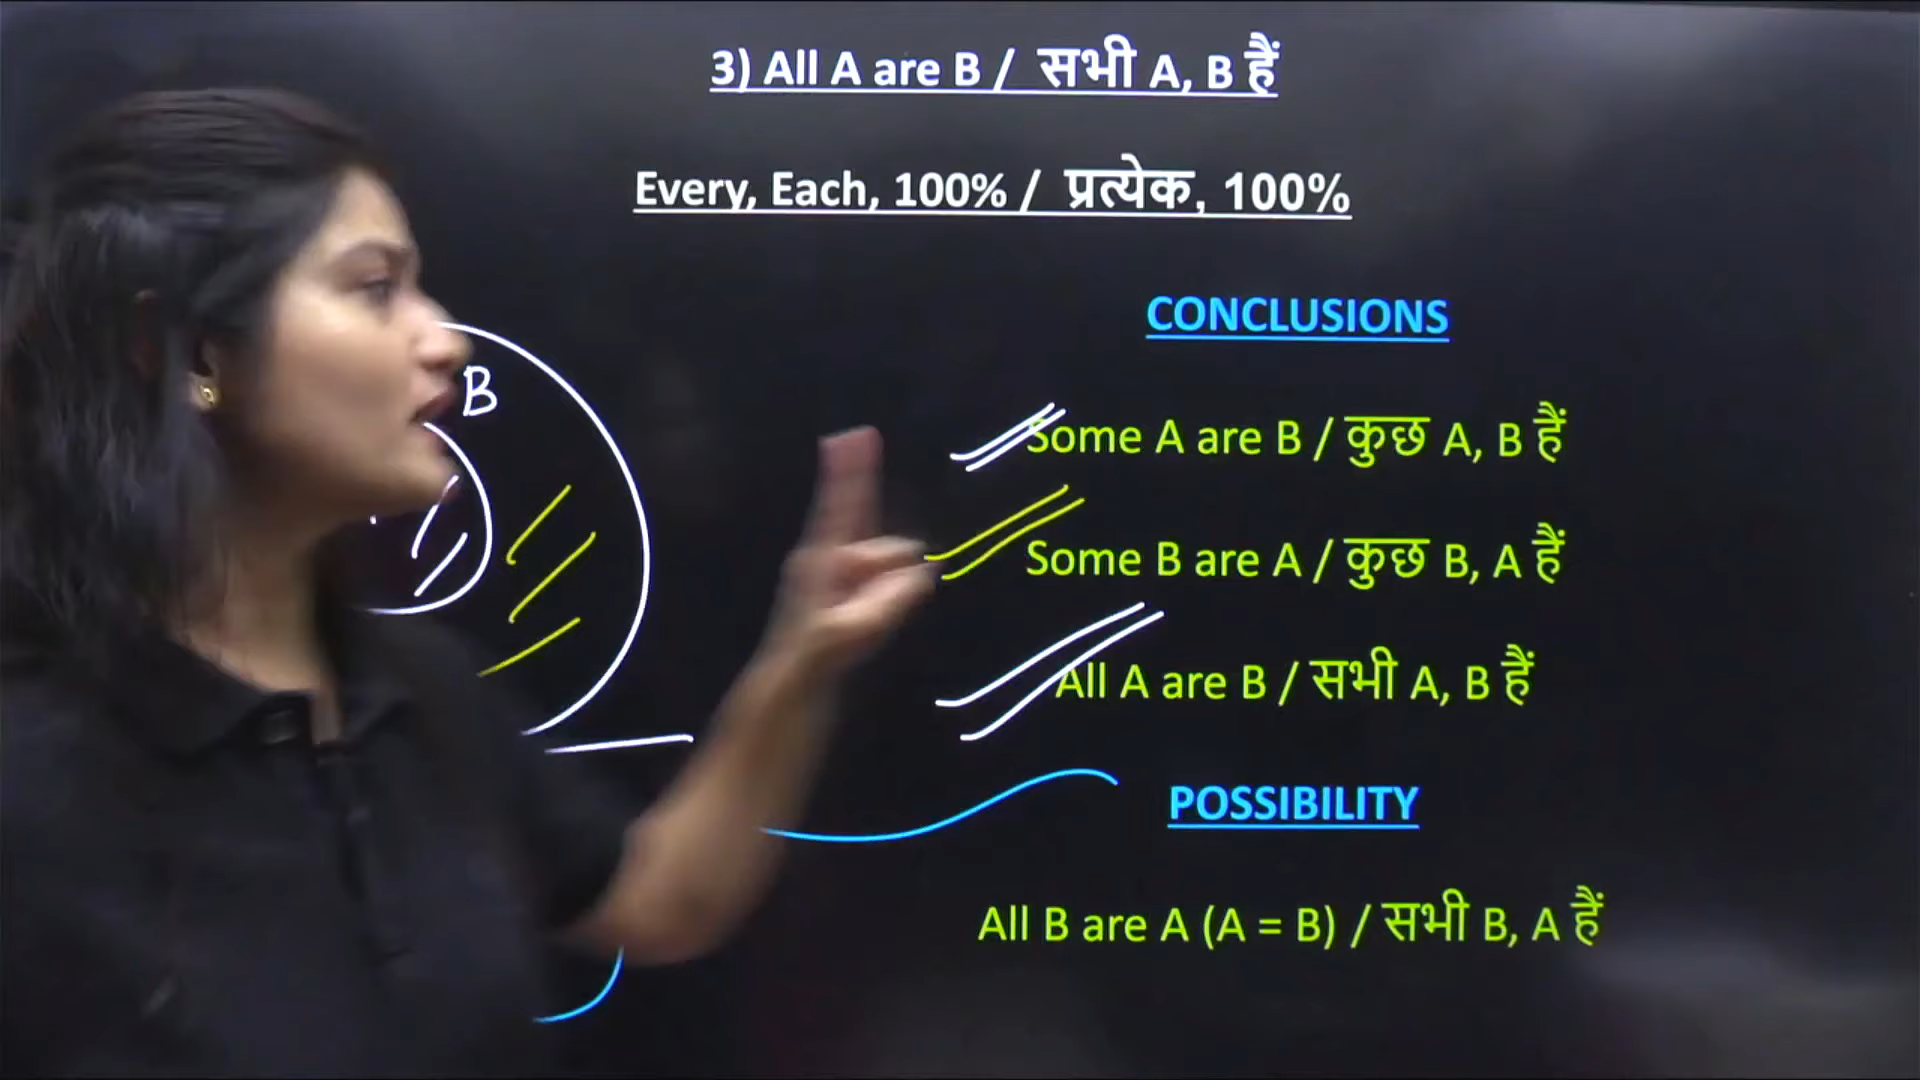 3) All A are B / सभी A, B हैं
Every, Each, 100% / प्रत्येक, 100%
CONCLUSIONS
B
Some A are B / कुछ A, B हैं
Some B are A / कुछ B, A हैं
All A are B / सभी A, B हैं
POSSIBILITY
All B are A (A = B) / सभी B, A हैं